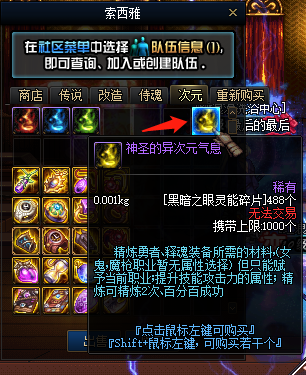 索西雅
在社区菜单中选择 队伍信息(I),
即可查询、加入或创建队伍。
商店 传说 改造 侍魂 次元 重新购买
浴中心]
后的最后
神圣的异次元气息
稀有
0.001kg [黑暗之眼灵能碎片]488个
无法交易
携带上限:1000个
精炼勇者、释魂装备所需的材料,(女
鬼,魔枪职业暂无属性选择) 但只能赋
予当前职业;提升技能攻击力的属性; 精
炼可精炼2次、百分百成功
『点击鼠标左键可购买』
『Shift+鼠标左键, 可购买若干个』